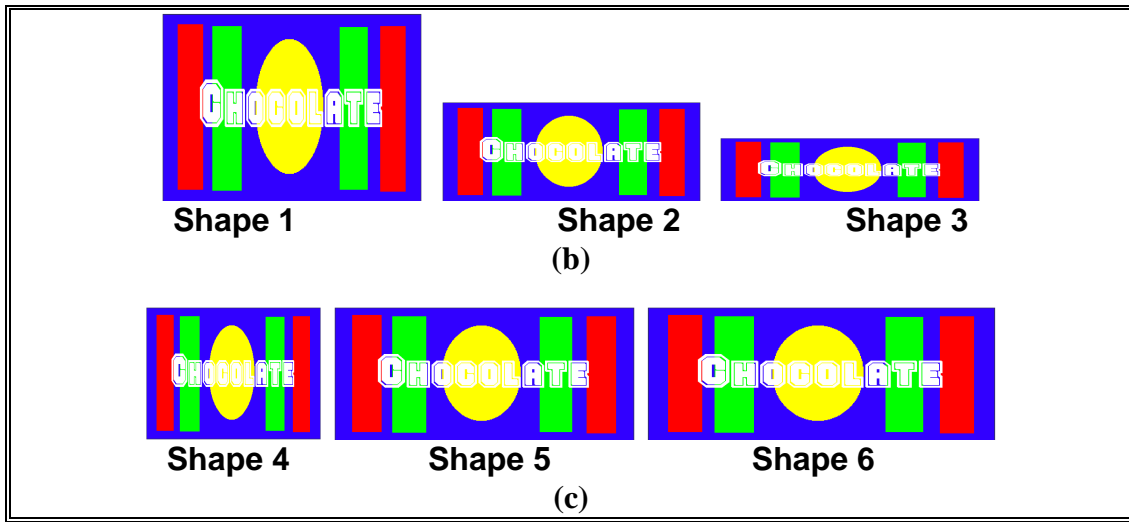 Chocolate Chocolate Chocolate
Shape 1 Shape 2 Shape 3
(b)
Chocolate Chocolate Chocolate
Shape 4 Shape 5 Shape 6
(c)